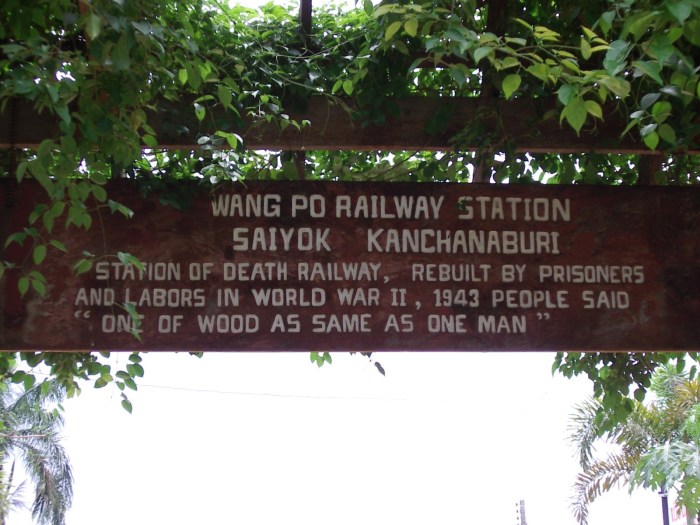 WANG PO RAILWAY STATION
SAIYOK KANCHANABURI
STATION OF DEATH RAILWAY, REBUILT BY PRISONERS
AND LABORS IN WORLD WAR II, 1943 PEOPLE SAID
"ONE OF WOOD AS SAME AS ONE MAN"